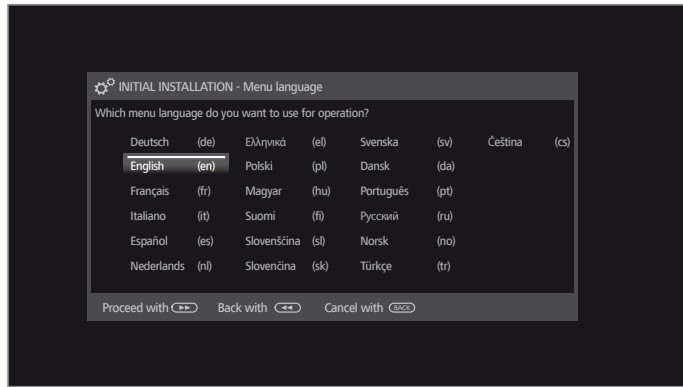 INITIAL INSTALLATION - Menu language
Which menu language do you want to use for operation?
Deutsch (de) Ελληνικά (el) Svenska (sv) Čeština (cs)
English (en) Polski (pl) Dansk (da)
Français (fr) Magyar (hu) Português (pt)
Italiano (it) Suomi (fi) Русский (ru)
Español (es) Slovenščina (sl) Norsk (no)
Nederlands (nl) Slovenčina (sk) Türkçe (tr)
Proceed with Back with Cancel with BACK